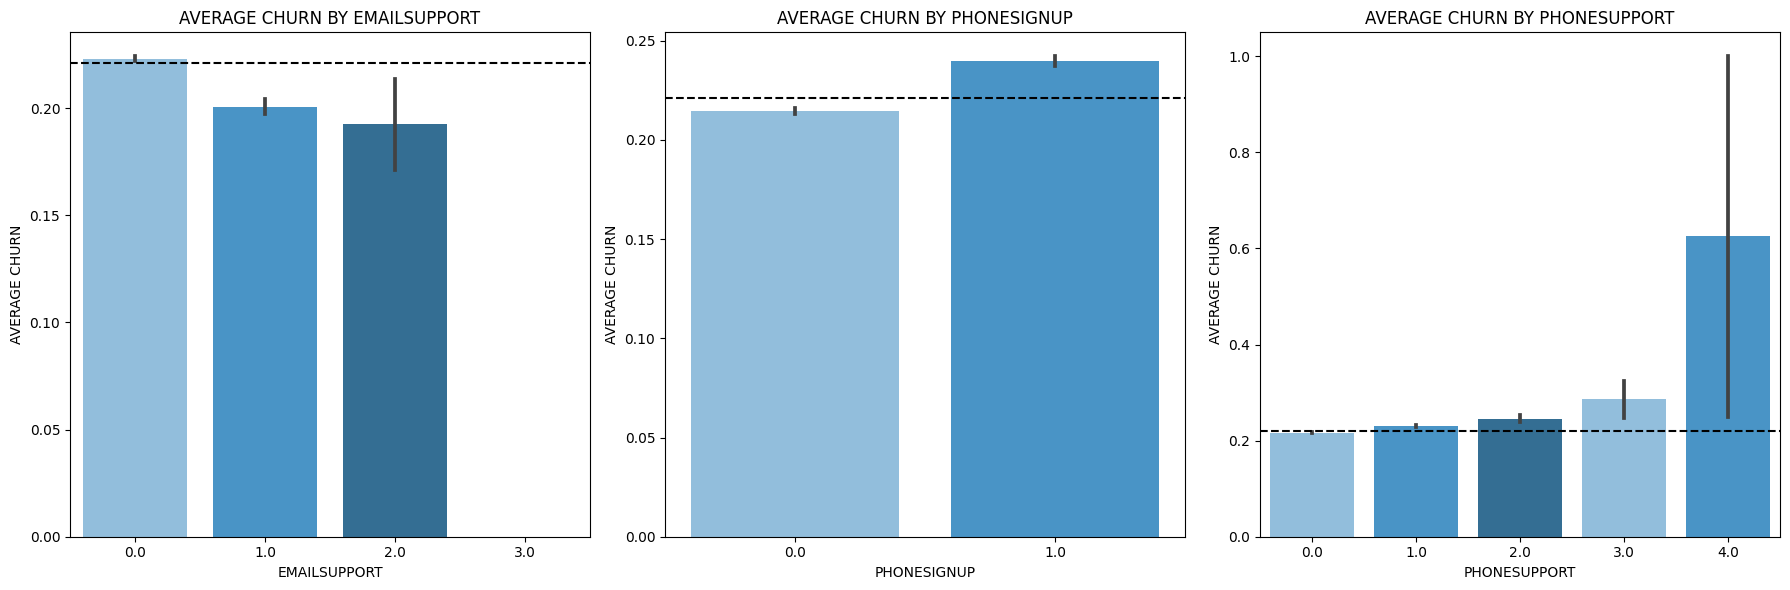 AVERAGE CHURN BY EMAILSUPPORT
AVERAGE CHURN
0.20
0.15
0.10
0.05
0.00
0.0 1.0 2.0 3.0
EMAILSUPPORT
AVERAGE CHURN BY PHONESIGNUP
AVERAGE CHURN
0.25
0.20
0.15
0.10
0.05
0.00
0.0 1.0
PHONESIGNUP
AVERAGE CHURN BY PHONESUPPORT
AVERAGE CHURN
1.0
0.8
0.6
0.4
0.2
0.0
0.0 1.0 2.0 3.0 4.0
PHONESUPPORT